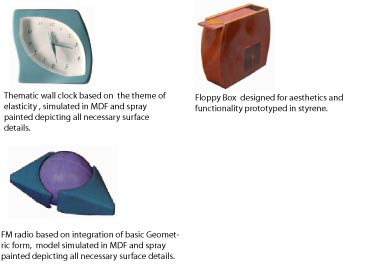 Thematic wall clock based on the theme of
elasticity , simulated in MDF and spray
painted depicting all necessary surface
details.
Floppy Box designed for aesthetics and
functionality prototyped in styrene.
FM radio based on integration of basic Geomet-
ric form, model simulated in MDF and spray
painted depicting all necessary surface details.